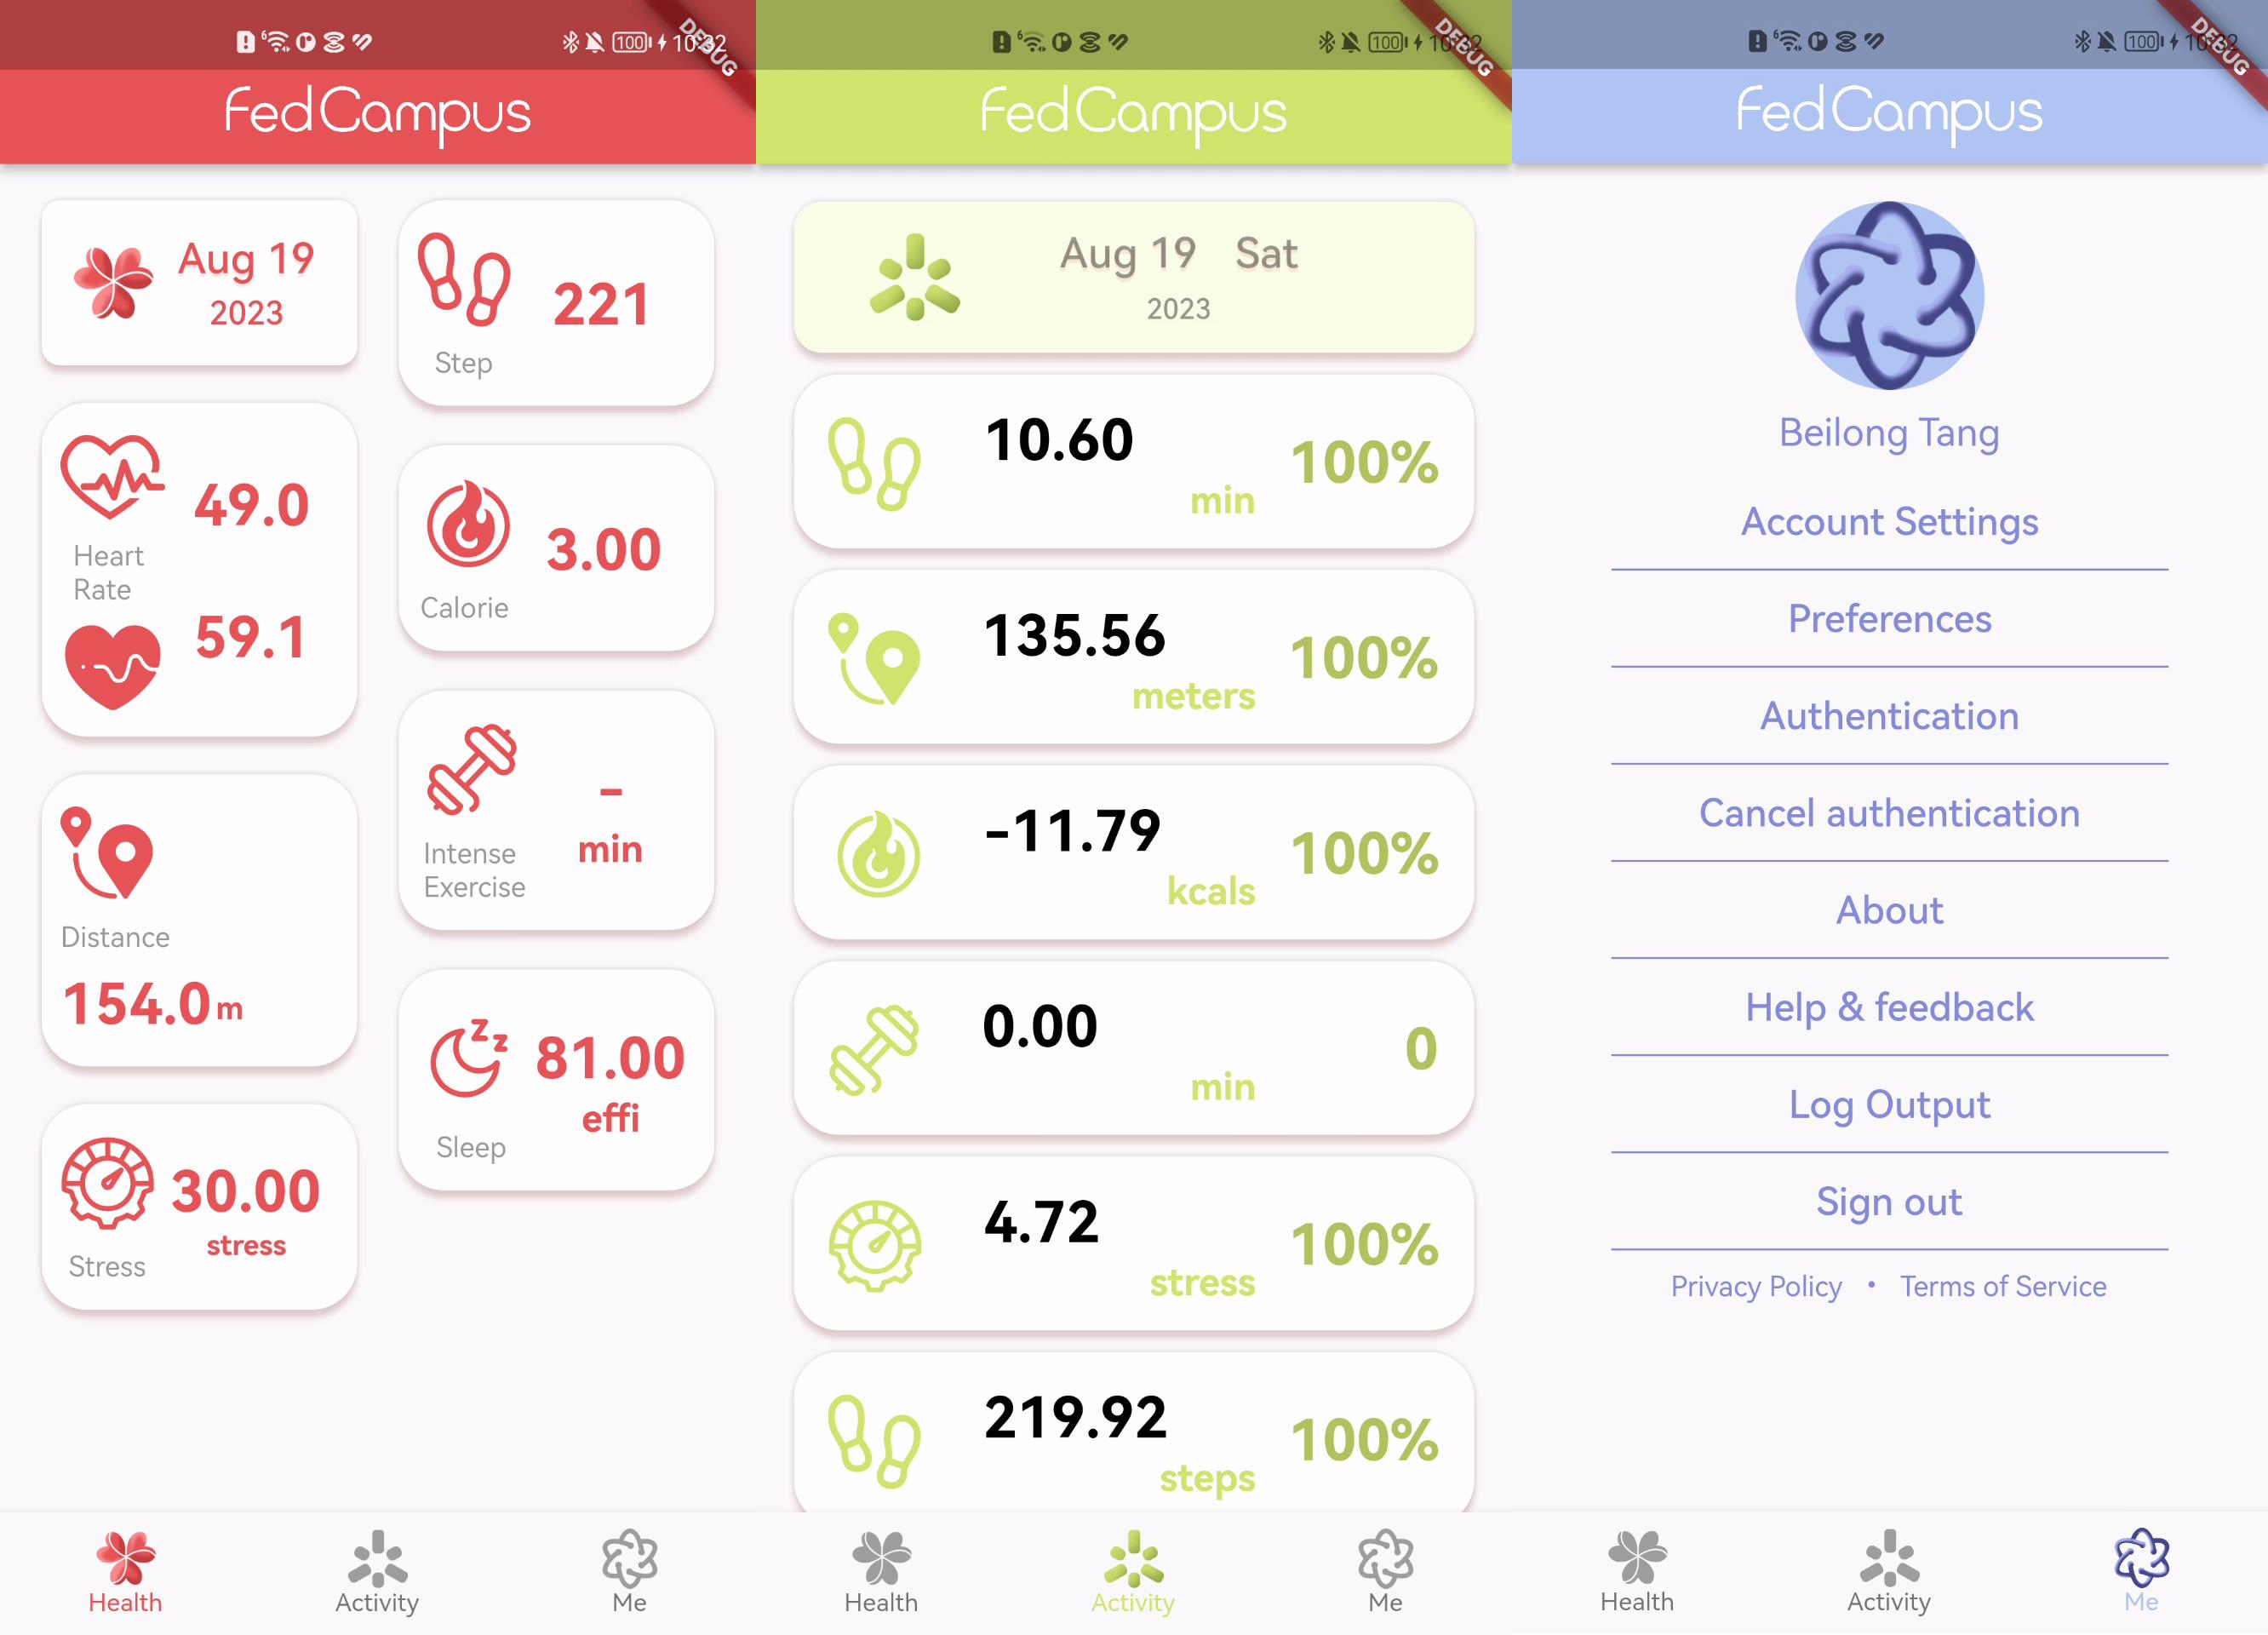 100 10:32
DEBUG
FedCampus
Aug 19
2023
49.0
Heart
Rate
59.1
Distance
154.0 m
30.00
stress
Stress
221
Step
3.00
Calorie
-
min
Intense
Exercise
81.00
effi
Sleep
Health
Activity
Me
100 10:32
DEBUG
FedCampus
Aug 19 Sat
2023
10.60
min
100%
135.56
meters
100%
-11.79
kcals
100%
0.00
min
0
4.72
stress
100%
219.92
steps
100%
Health
Activity
Me
100 10:32
DEBUG
FedCampus
Beilong Tang
Account Settings
Preferences
Authentication
Cancel authentication
About
Help & feedback
Log Output
Sign out
Privacy Policy • Terms of Service
Health
Activity
Me